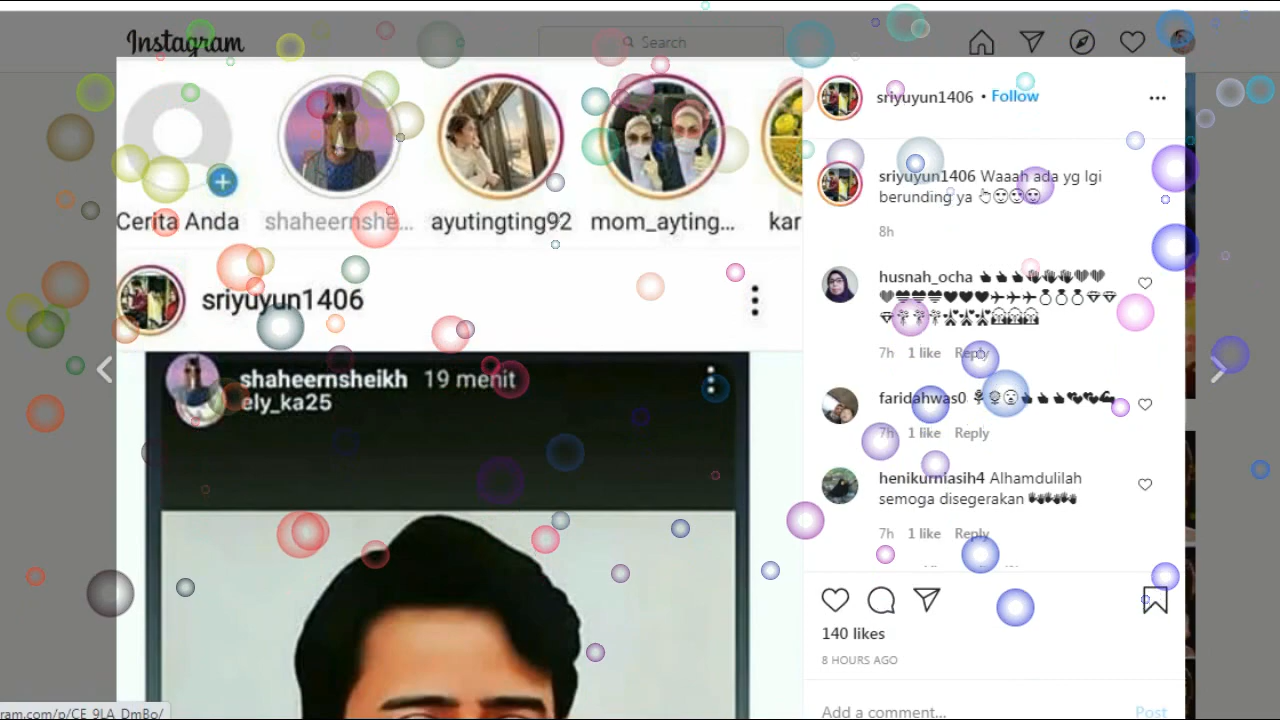 Instagram
Search
Cerita Anda
shaheernshe...
ayutingting92
mom_ayting...
kar
sriyuyun1406
shaheernsheikh 19 menit
ely_ka25
sriyuyun1406 • Follow
sriyuyun1406 Waaah ada yg lgi
berunding ya 👆😍😍😍
8h
husnah_ocha
7h 1 like Reply
faridahwas0
7h 1 like Reply
henikurniasih4 Alhamdulilah
semoga disegerakan
7h 1 like Reply
140 likes
8 HOURS AGO
Add a comment... Post
ram.com/p/CE_9LA_DmBo/